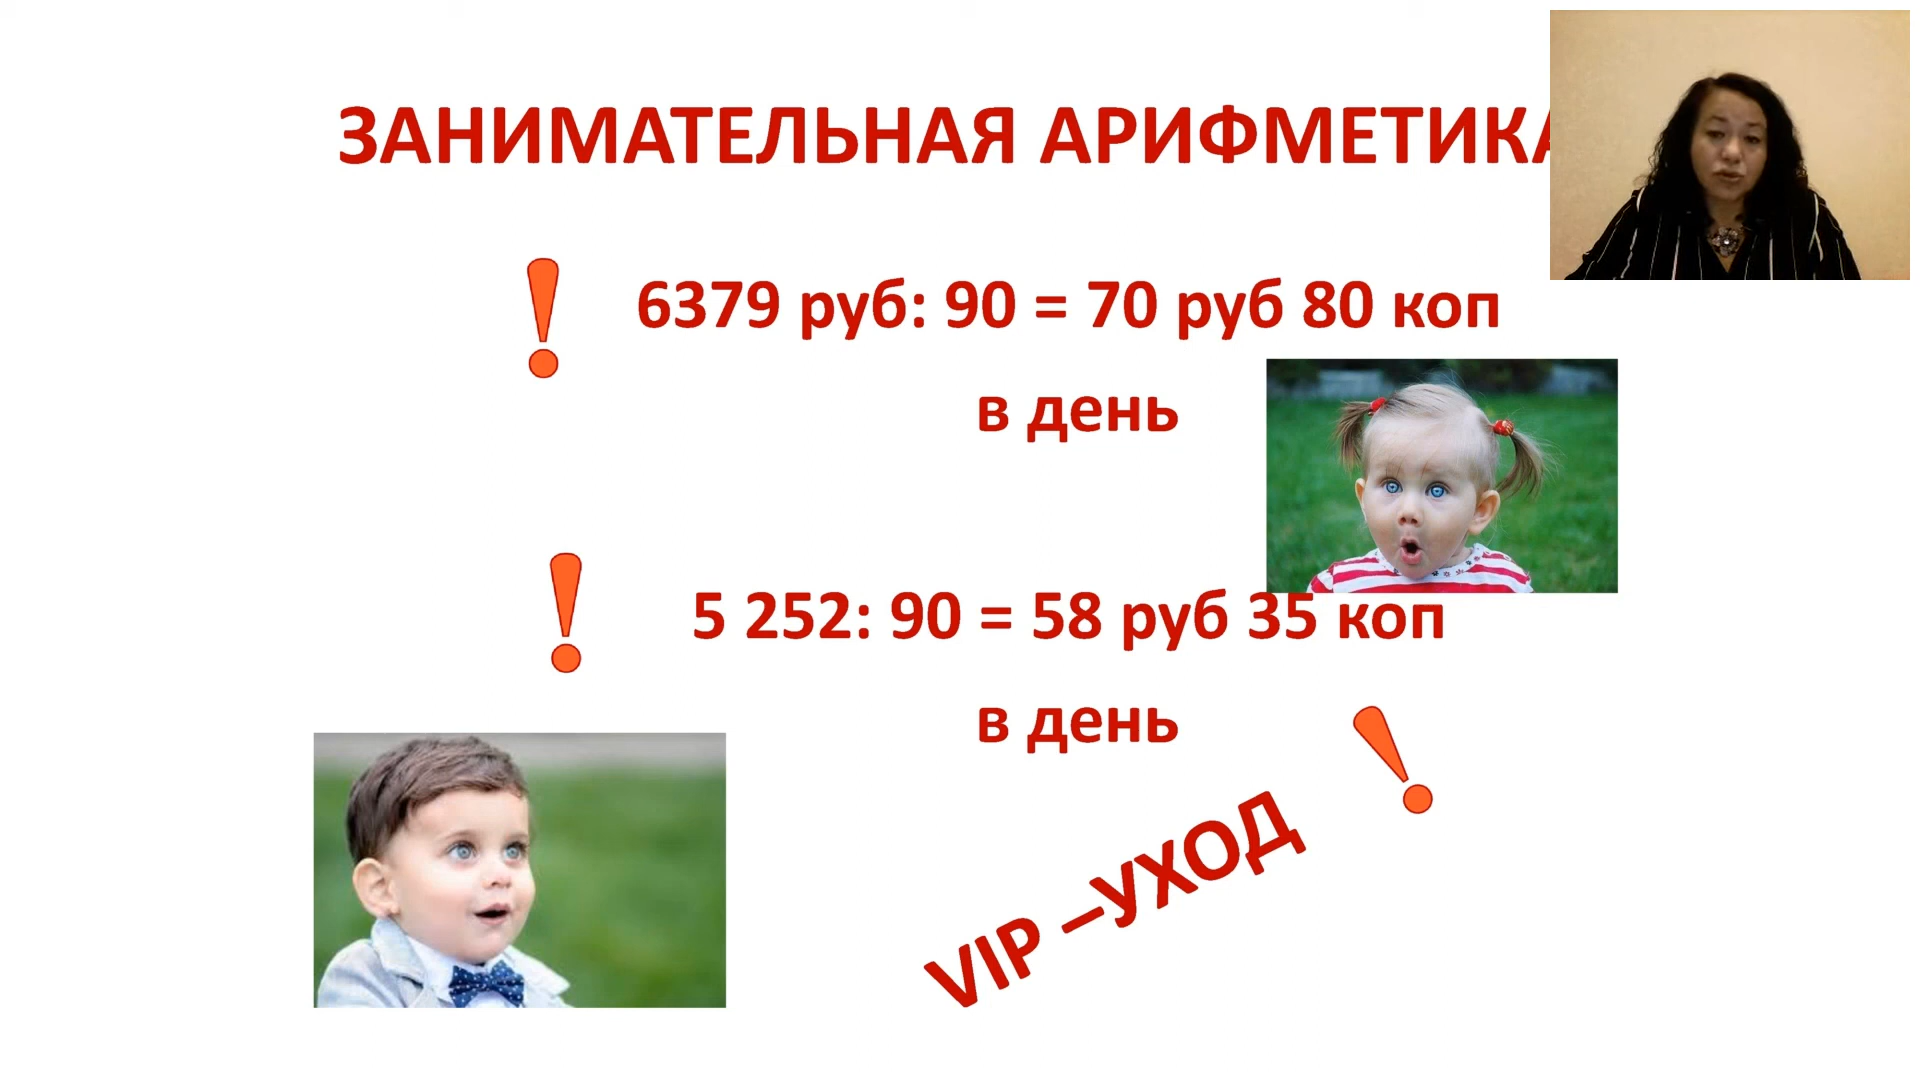 ЗАНИМАТЕЛЬНАЯ АРИФМЕТИКА
6379 руб: 90 = 70 руб 80 коп
в день
5 252: 90 = 58 руб 35 коп
в день
VIP –УХОД